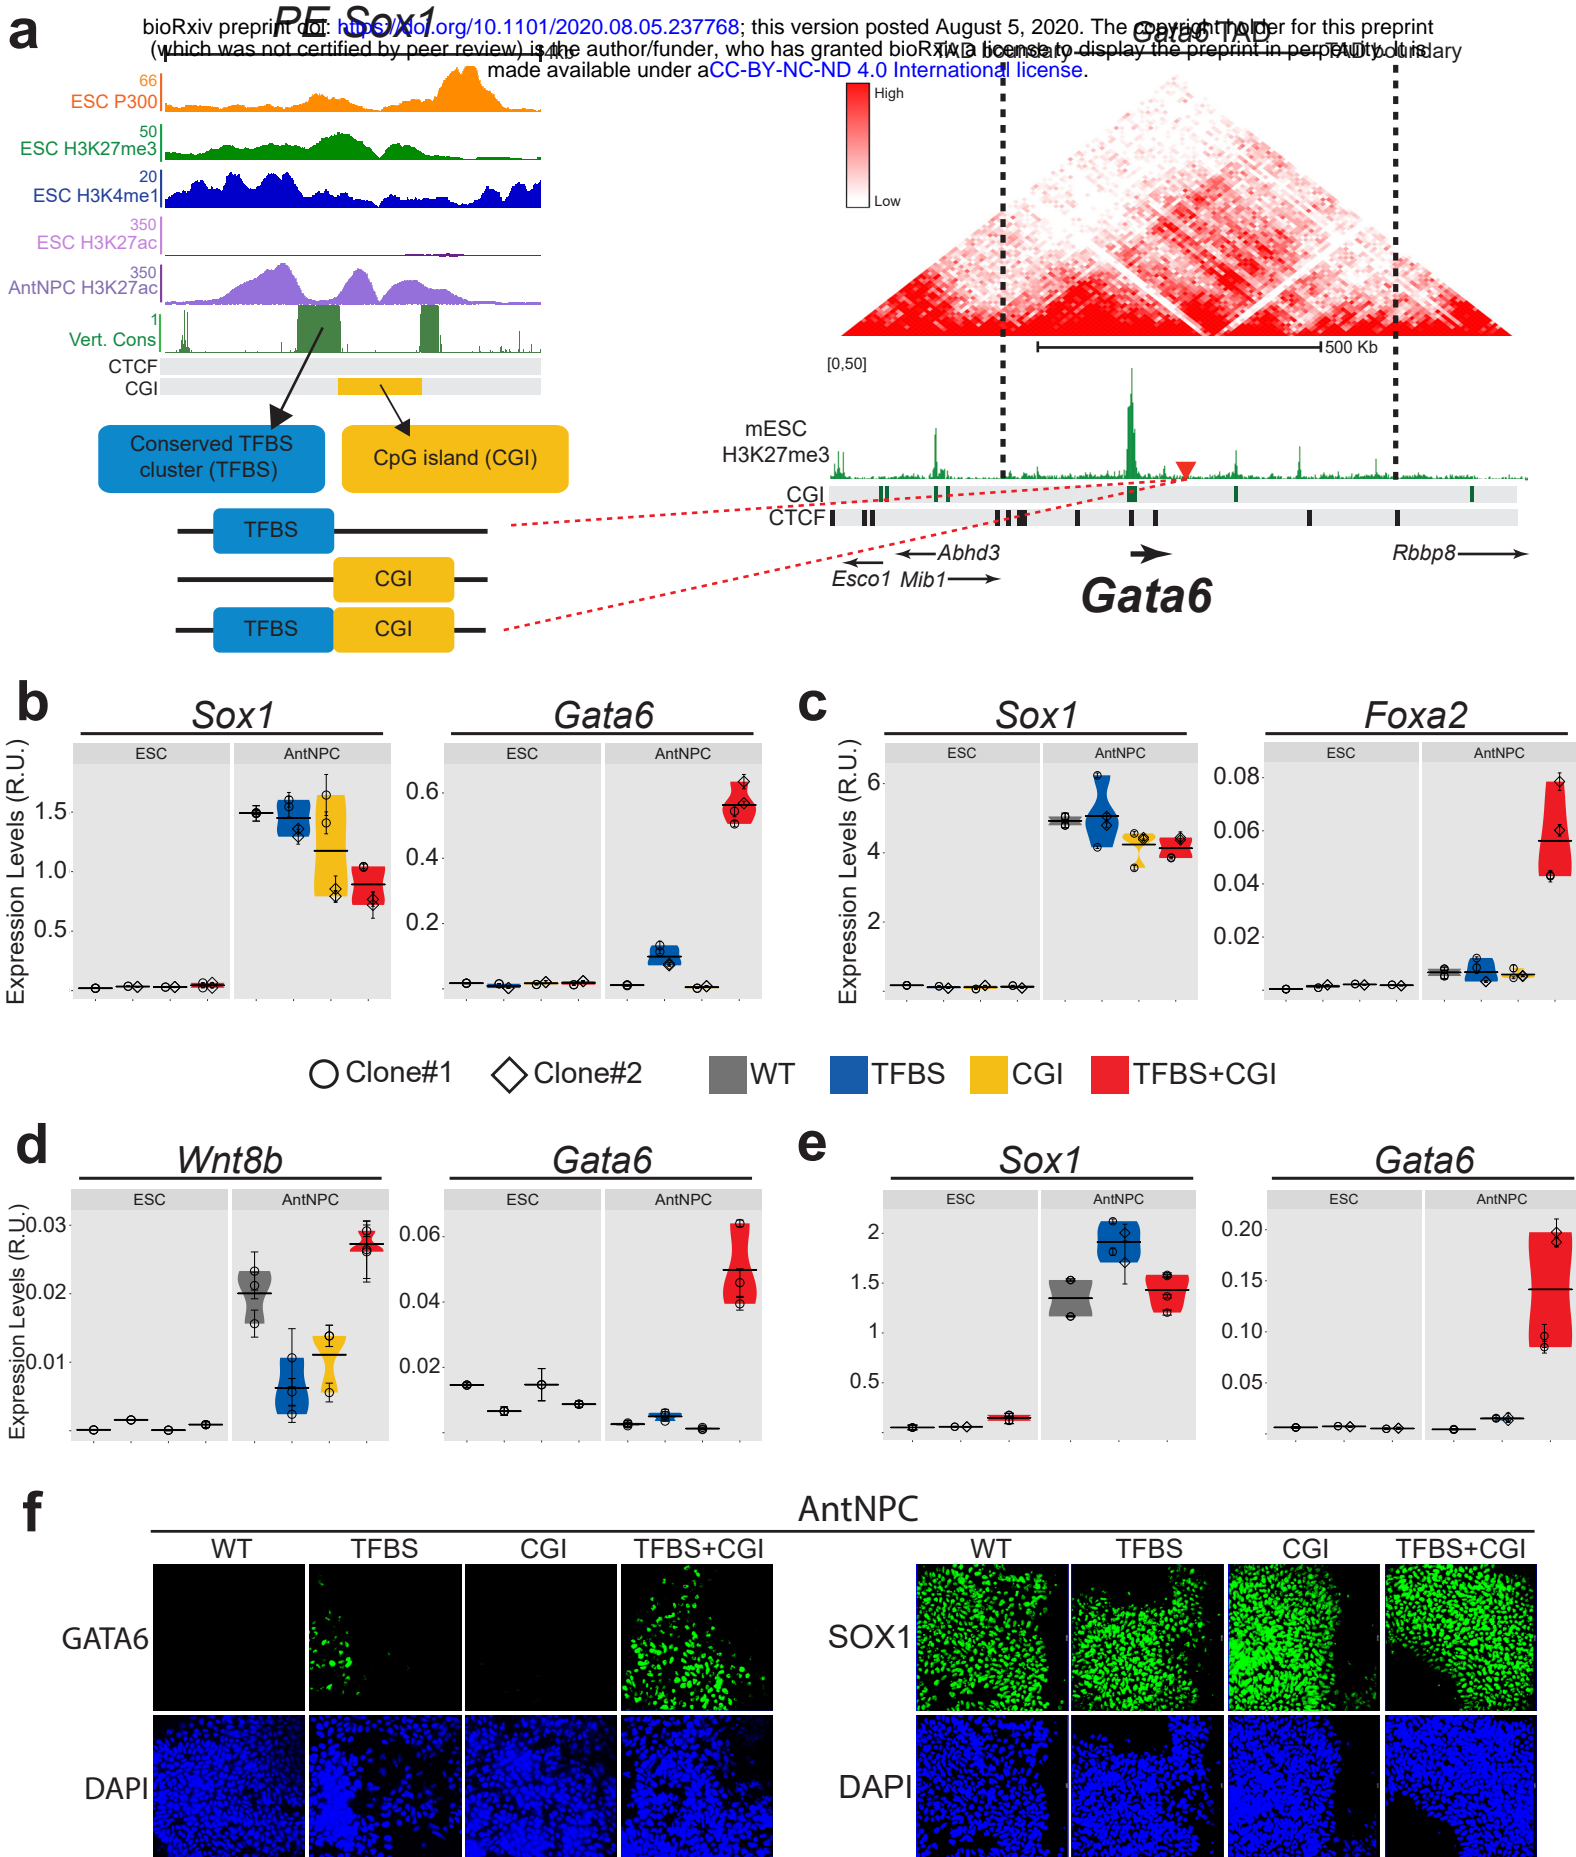 a
PE Sox1
bioRxiv preprint doi: https://doi.org/10.1101/2020.08.05.237768; this version posted August 5, 2020. The copyright holder for this preprint
(which was not certified by peer review) is the author/funder, who has granted bioRxiv a license to display the preprint in perpetuity. It is
made available under aCC-BY-NC-ND 4.0 International license.
4kb
Gata6 TAD
TAD boundary
TAD boundary
66
ESC P300
50
ESC H3K27me3
20
ESC H3K4me1
350
ESC H3K27ac
350
AntNPC H3K27ac
1
Vert. Cons
CTCF
CGI
Conserved TFBS
cluster (TFBS)
CpG island (CGI)
TFBS
CGI
TFBS CGI
High
Low
500 Kb
[0,50]
mESC
H3K27me3
CGI
CTCF
Abhd3
Rbbp8
Esco1 Mib1
Gata6
b
Sox1
Gata6
ESC AntNPC
ESC AntNPC
Expression Levels (R.U.)
1.5
1.0
0.5
0.6
0.4
0.2
c
Sox1
Foxa2
ESC AntNPC
ESC AntNPC
Expression Levels (R.U.)
6
4
2
0.08
0.06
0.04
0.02
Clone#1 Clone#2 WT TFBS CGI TFBS+CGI
d
Wnt8b
Gata6
ESC AntNPC
ESC AntNPC
Expression Levels (R.U.)
0.03
0.02
0.01
0.06
0.04
0.02
e
Sox1
Gata6
ESC AntNPC
ESC AntNPC
2
1.5
1
0.5
0.20
0.15
0.10
0.05
f
AntNPC
WT TFBS CGI TFBS+CGI
WT TFBS CGI TFBS+CGI
GATA6
SOX1
DAPI
DAPI